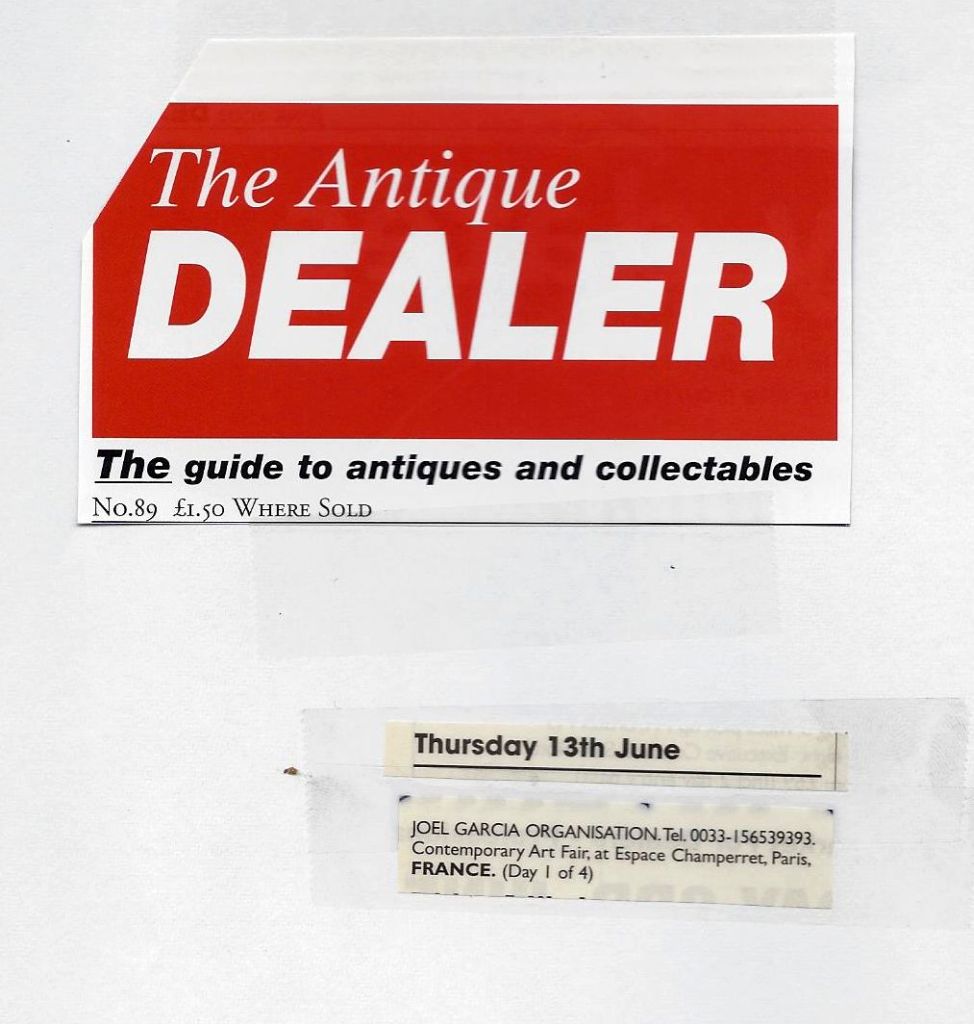 The Antique
DEALER
The guide to antiques and collectables
No.89 £1.50 Where Sold
Thursday 13th June
JOEL GARCIA ORGANISATION. Tel. 0033-156539393.
Contemporary Art Fair, at Espace Champerret, Paris,
FRANCE. (Day 1 of 4)